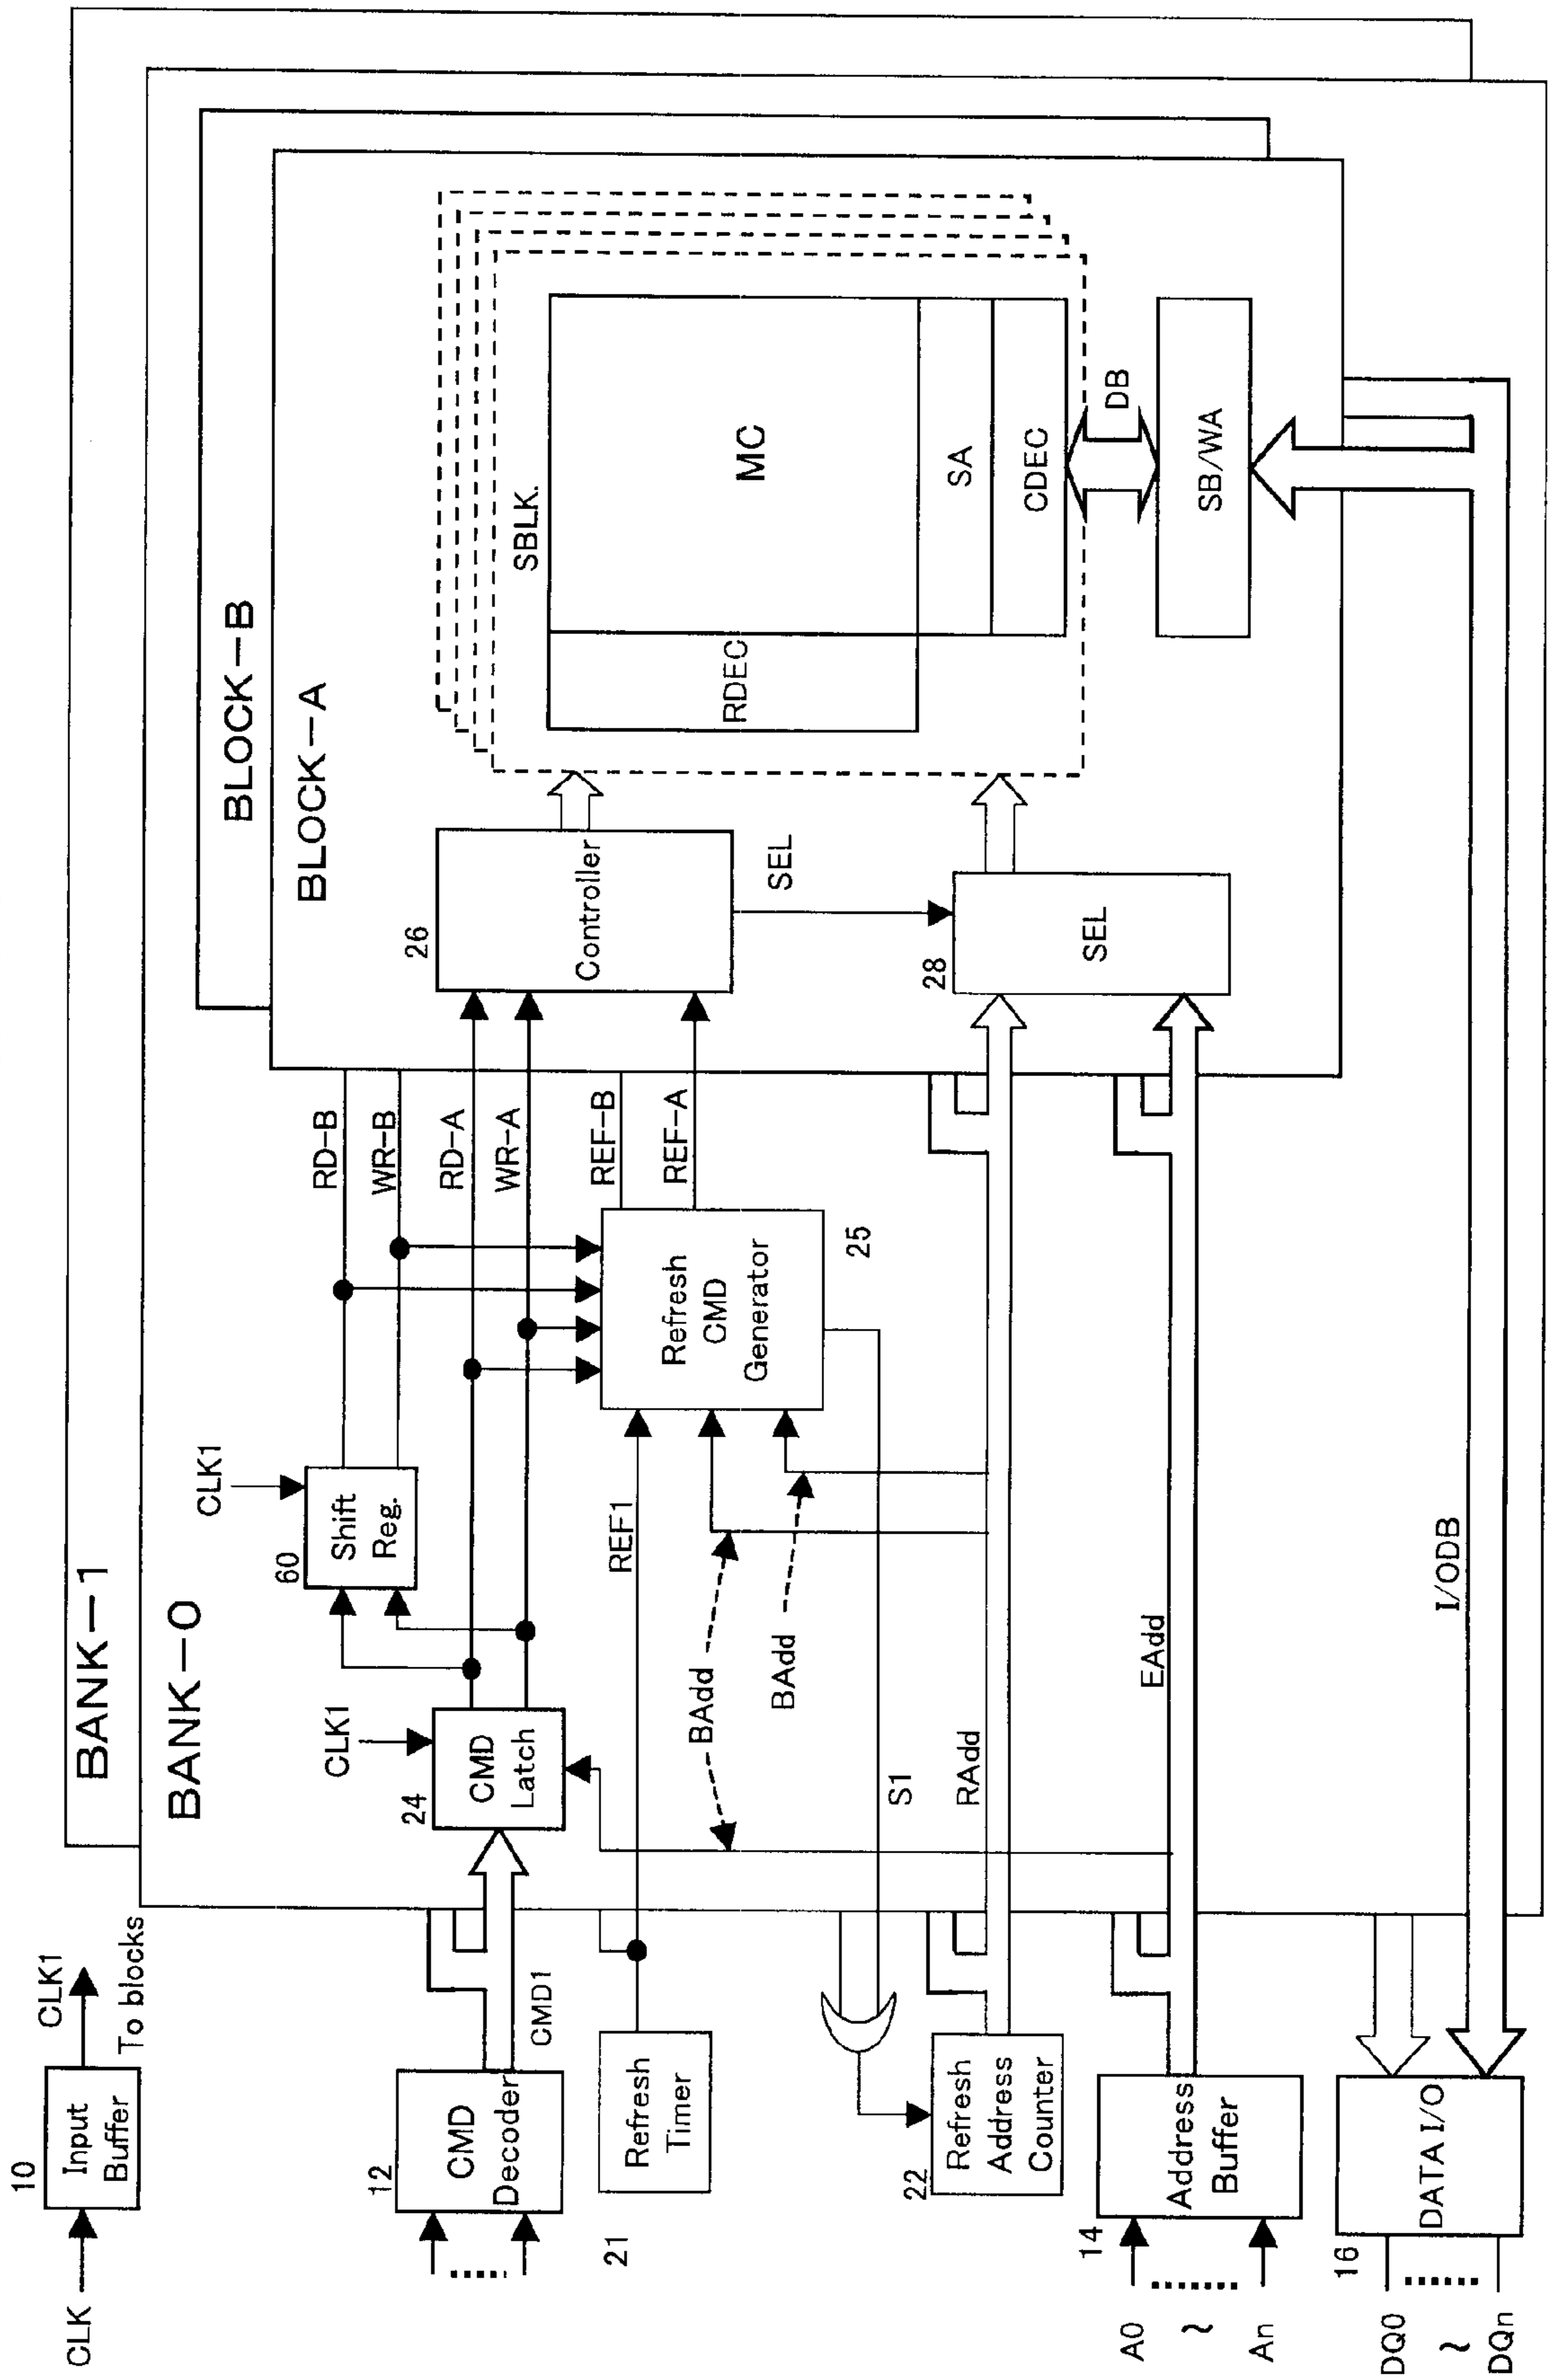 BANK-1
BANK-0
BLOCK-B
BLOCK-A
CLK
10
Input
Buffer
CLK1
To blocks
CLK1
60
Shift
Reg.
RD-B
WR-B
RD-A
WR-A
REF-B
REF-A
26
Controller
SEL
28
SEL
SBLK.
RDEC
MC
SA
CDEC
DB
SB/WA
CLK1
24
CMD
Latch
12
CMD
Decoder
CMD1
21
Refresh
Timer
REF1
Refresh
CMD
Generator
25
BAdd
BAdd
S1
22
Refresh
Address
Counter
RAdd
A0
~
An
14
Address
Buffer
EAdd
DQ0
~
DQn
16
DATA I/O
I/ODB